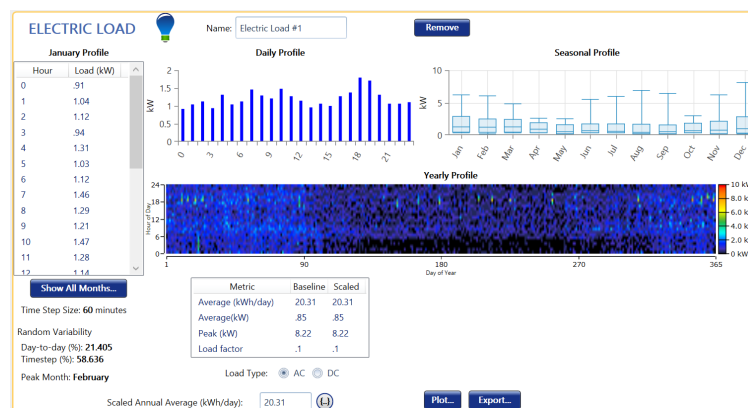 ELECTRIC LOAD
Name: Electric Load #1
Remove
January Profile
Hour Load (kW)
0 .91
1 1.04
2 1.12
3 .94
4 1.31
5 1.03
6 1.12
7 1.46
8 1.29
9 1.21
10 1.47
11 1.28
12 1.14
Show All Months...
Time Step Size: 60 minutes
Random Variability
Day-to-day (%): 21.405
Timestep (%): 58.636
Peak Month: February
Daily Profile
kW
2
1.5
1
0.5
0
0 3 6 9 12 15 18 21
Seasonal Profile
kW
10
5
0
Jan Feb Mar Apr May Jun Jul Aug Sep Oct Nov Dec
Yearly Profile
Hour of Day
24
18
12
6
0
1 90 180 270 365
Day of Year
10 kW
8.0 k
6.0 k
4.0 k
2.0 k
0 kW
Metric Baseline Scaled
Average (kWh/day) 20.31 20.31
Average(kW) .85 .85
Peak (kW) 8.22 8.22
Load factor .1 .1
Load Type: AC DC
Scaled Annual Average (kWh/day): 20.31 {..}
Plot... Export...